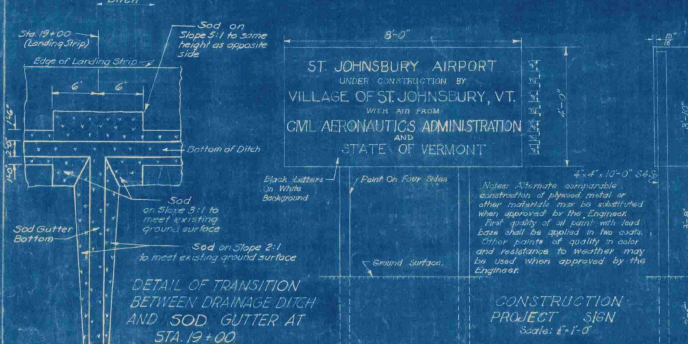 Ditch
Sta. 19+00
(Landing Strip)
Sod on
Slope 5:1 to same
height as opposite
side
Edge of Landing Strip
6'
6'
Bottom of Ditch
Sod
on Slope 3:1 to
meet existing
ground surface
Sod Gutter
Bottom
Sod on Slope 2:1
to meet existing ground surface
DETAIL OF TRANSITION
BETWEEN DRAINAGE DITCH
AND SOD GUTTER AT
STA. 19+00
8'-0"
ST. JOHNSBURY AIRPORT
UNDER CONSTRUCTION BY
VILLAGE OF ST. JOHNSBURY, VT.
WITH AID FROM
CIVIL AERONAUTICS ADMINISTRATION
AND
STATE OF VERMONT
4'-0"
Black Letters
On White
Background
Paint On Four Sides
4"x4"x10'-0" S4S
Notes: Alternate comparable
construction of plywood metal or
other materials may be substituted
when approved by the Engineer.
First quality of oil paint with lead
base shall be applied in two coats.
Other paints of quality in color
and resistance to weather may
be used when approved by the
Engineer.
Ground Surface
CONSTRUCTION
PROJECT SIGN